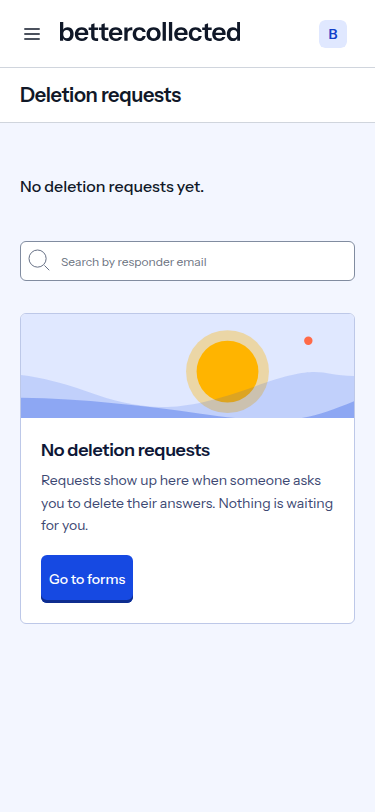 bettercollected
B
Deletion requests
No deletion requests yet.
Search by responder email
No deletion requests
Requests show up here when someone asks
you to delete their answers. Nothing is waiting
for you.
Go to forms